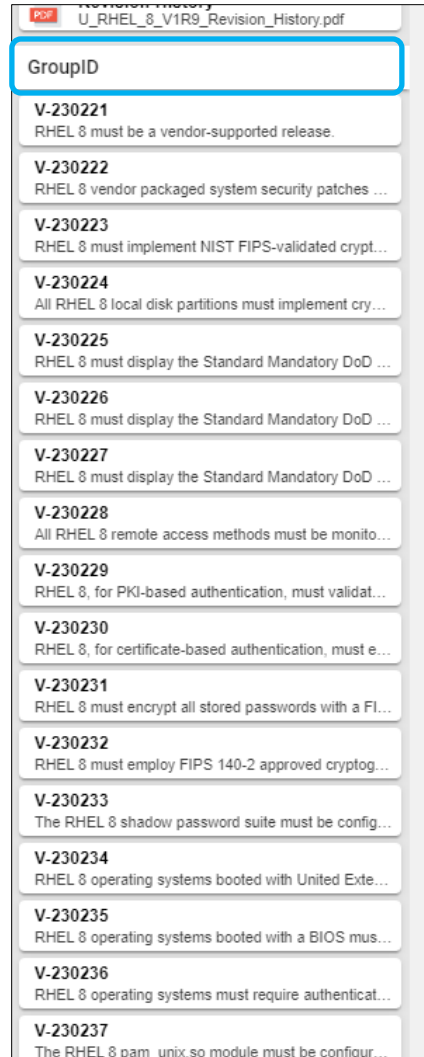 PDF
Revision History
U_RHEL_8_V1R9_Revision_History.pdf
GroupID
V-230221
RHEL 8 must be a vendor-supported release.
V-230222
RHEL 8 vendor packaged system security patches ...
V-230223
RHEL 8 must implement NIST FIPS-validated crypt...
V-230224
All RHEL 8 local disk partitions must implement cry...
V-230225
RHEL 8 must display the Standard Mandatory DoD ...
V-230226
RHEL 8 must display the Standard Mandatory DoD ...
V-230227
RHEL 8 must display the Standard Mandatory DoD ...
V-230228
All RHEL 8 remote access methods must be monito...
V-230229
RHEL 8, for PKI-based authentication, must validat...
V-230230
RHEL 8, for certificate-based authentication, must e...
V-230231
RHEL 8 must encrypt all stored passwords with a FI...
V-230232
RHEL 8 must employ FIPS 140-2 approved cryptog...
V-230233
The RHEL 8 shadow password suite must be config...
V-230234
RHEL 8 operating systems booted with United Exte...
V-230235
RHEL 8 operating systems booted with a BIOS mus...
V-230236
RHEL 8 operating systems must require authenticat...
V-230237
The RHEL 8 pam_unix.so module must be configur...